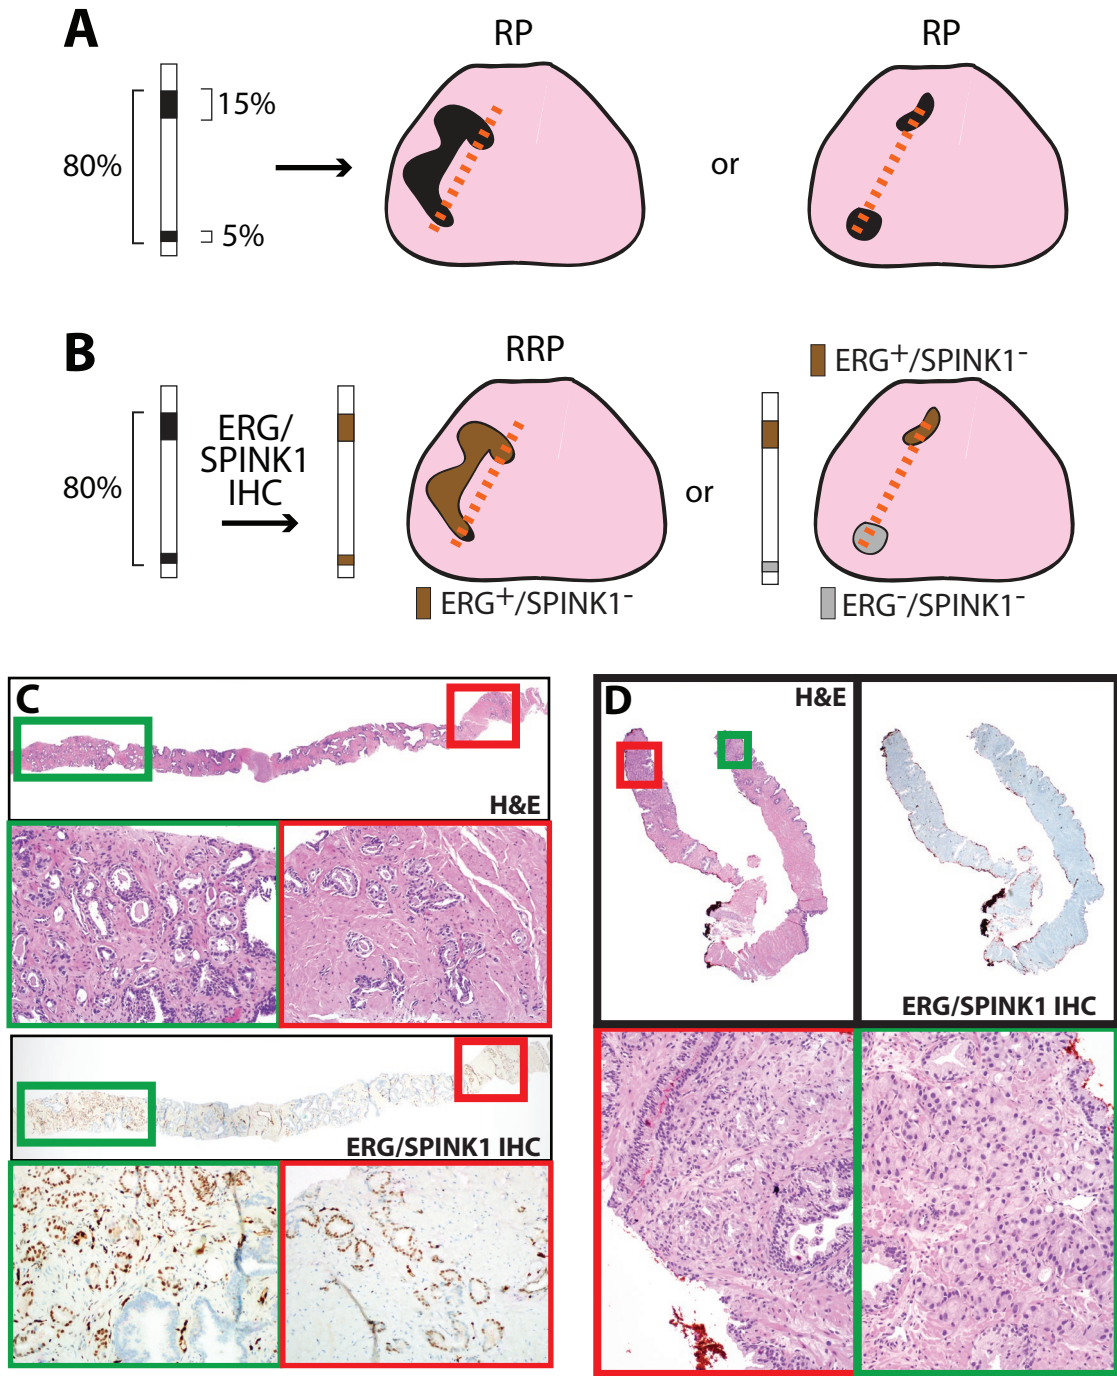 A
RP
RP
15%
80%
or
5%
B
RRP
ERG+/SPINK1-
ERG/
SPINK1
IHC
80%
or
ERG+/SPINK1-
ERG-/SPINK1-
C
H&E
ERG/SPINK1 IHC
D
H&E
ERG/SPINK1 IHC